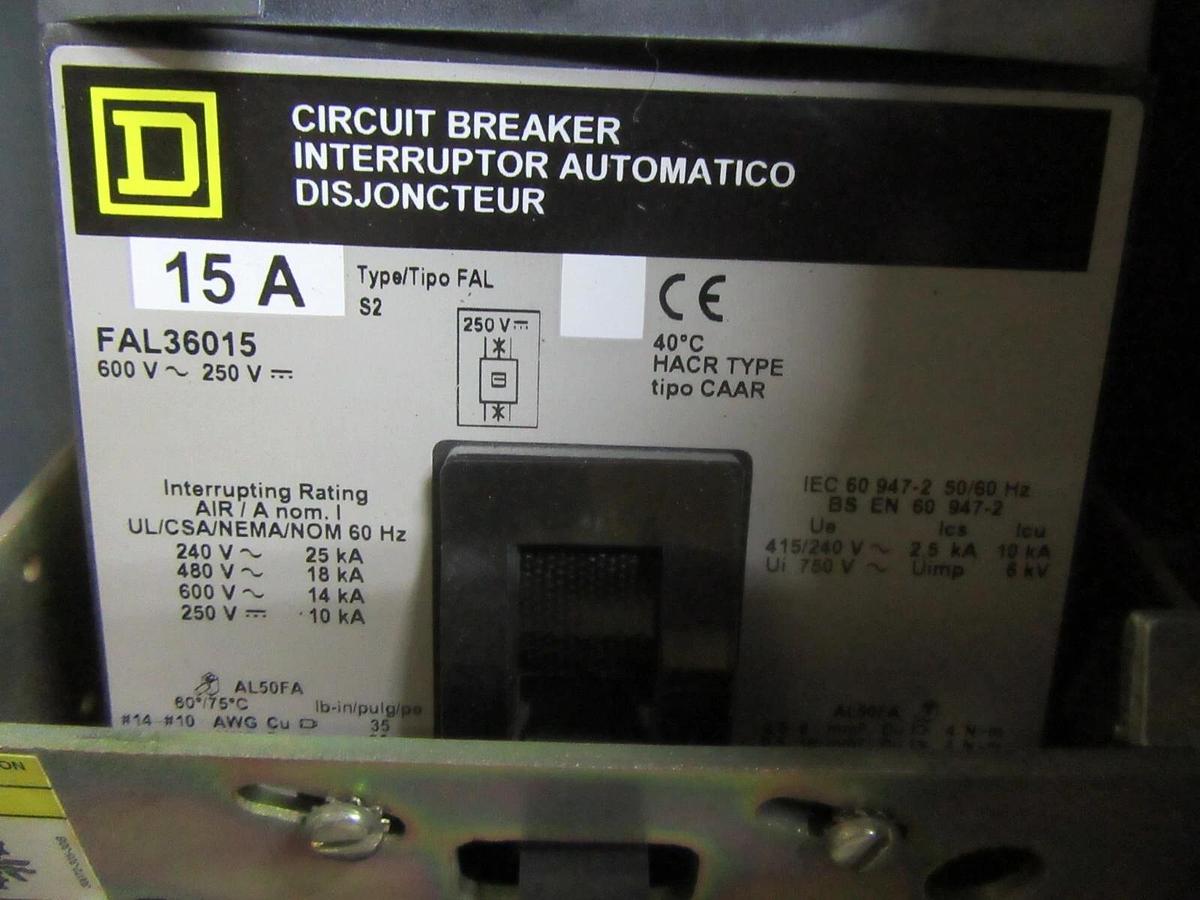 D
CIRCUIT BREAKER
INTERRUPTOR AUTOMATICO
DISJONCTEUR
15 A
Type/Tipo FAL
S2
FAL36015
600 V ~ 250 V ⎓
250 V ⎓
CE
40°C
HACR TYPE
tipo CAAR
Interrupting Rating
AIR / A nom. I
UL/CSA/NEMA/NOM 60 Hz
240 V ~ 25 kA
480 V ~ 18 kA
600 V ~ 14 kA
250 V ⎓ 10 kA
IEC 60 947-2 50/60 Hz
BS EN 60 947-2
Ue Ics Icu
415/240 V ~ 2.5 kA 10 kA
Ui 750 V ~ Uimp 6 kV
AL50FA
60°/75°C lb-in/pulg/po
#14 #10 AWG Cu 35
AL50FA
ON